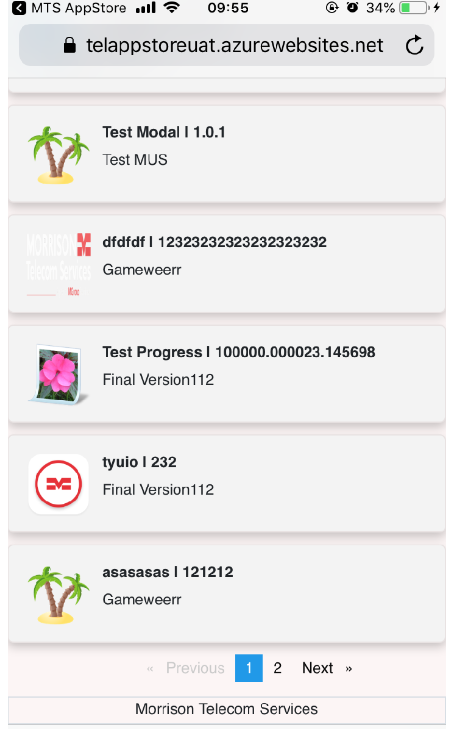 MTS AppStore 09:55 34%
telappstoreuat.azurewebsites.net
Test Modal | 1.0.1
Test MUS
MORRISON
Telecom Services
dfdfdf | 12323232323232323232
Gameweerr
Test Progress | 100000.000023.145698
Final Version112
tyuio | 232
Final Version112
asasasas | 121212
Gameweerr
« Previous 1 2 Next »
Morrison Telecom Services